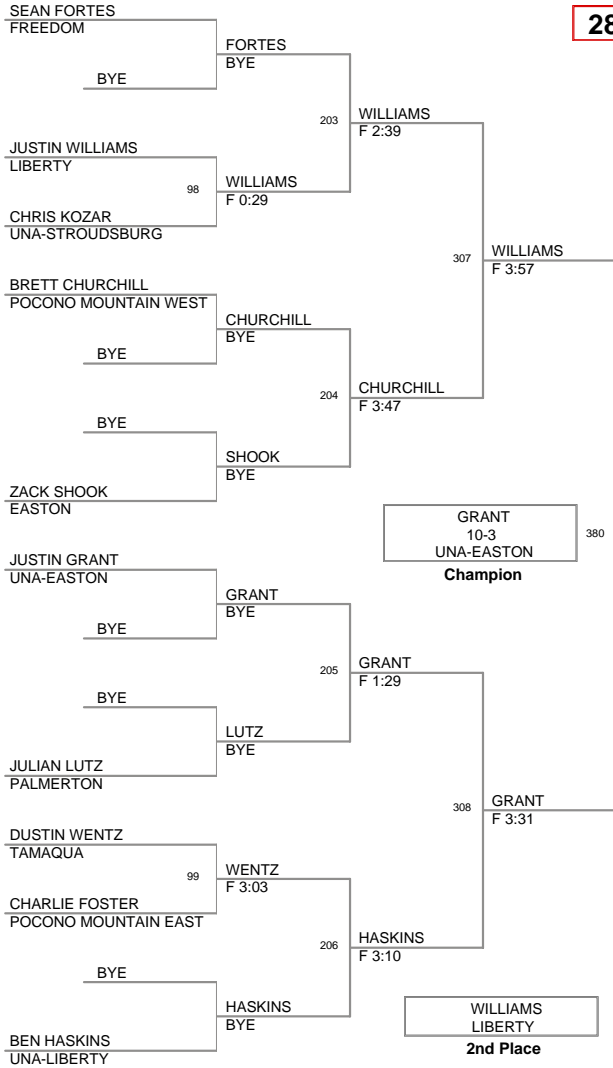 SEAN FORTES
FREEDOM
28
FORTES
BYE
BYE
203
WILLIAMS
F 2:39
JUSTIN WILLIAMS
LIBERTY
98
WILLIAMS
F 0:29
CHRIS KOZAR
UNA-STROUDSBURG
307
WILLIAMS
F 3:57
BRETT CHURCHILL
POCONO MOUNTAIN WEST
CHURCHILL
BYE
BYE
204
CHURCHILL
F 3:47
BYE
SHOOK
BYE
ZACK SHOOK
EASTON
GRANT
10-3
UNA-EASTON
380
Champion
JUSTIN GRANT
UNA-EASTON
GRANT
BYE
BYE
205
GRANT
F 1:29
BYE
LUTZ
BYE
JULIAN LUTZ
PALMERTON
308
GRANT
F 3:31
DUSTIN WENTZ
TAMAQUA
99
WENTZ
F 3:03
CHARLIE FOSTER
POCONO MOUNTAIN EAST
206
HASKINS
F 3:10
BYE
HASKINS
BYE
BEN HASKINS
UNA-LIBERTY
WILLIAMS
LIBERTY
2nd Place